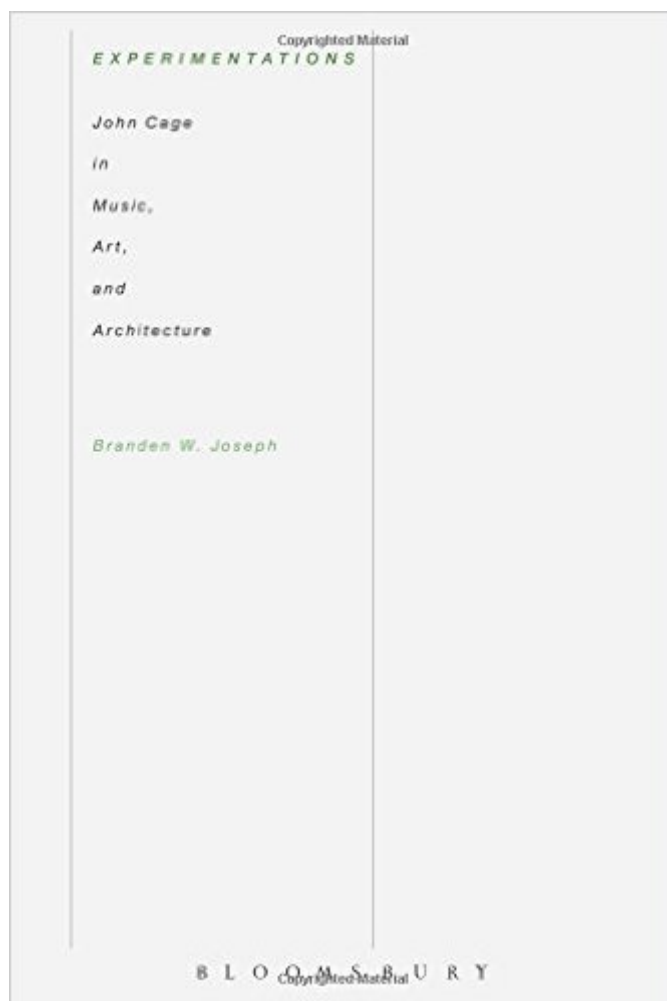 Copyrighted Material
EXPERIMENTATIONS
John Cage
in
Music,
Art,
and
Architecture
Branden W. Joseph
BLOOMSBURY
Copyrighted Material